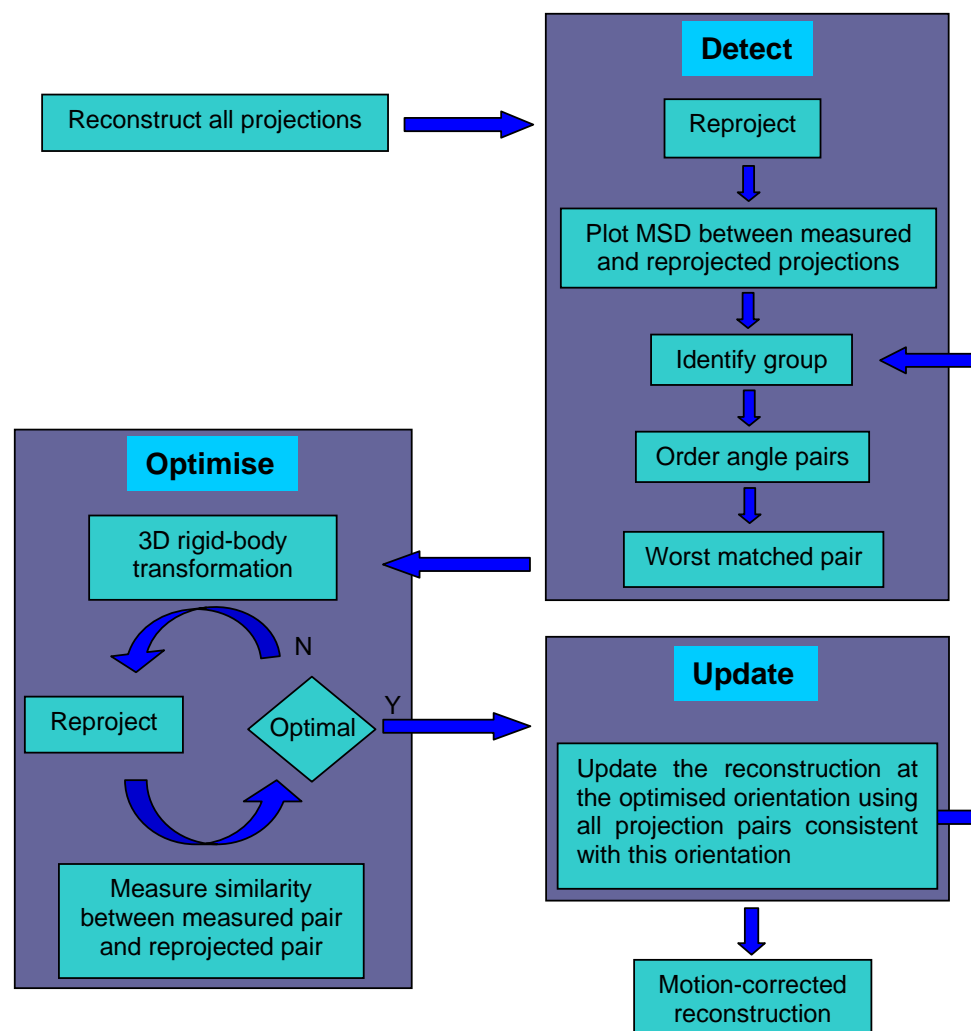 Reconstruct all projections
Detect
Reproject
Plot MSD between measured
and reprojected projections
Identify group
Order angle pairs
Worst matched pair
Optimise
3D rigid-body
transformation
N
Reproject
Optimal
Y
Measure similarity
between measured pair
and reprojected pair
Update
Update the reconstruction at
the optimised orientation using
all projection pairs consistent
with this orientation
Motion-corrected
reconstruction